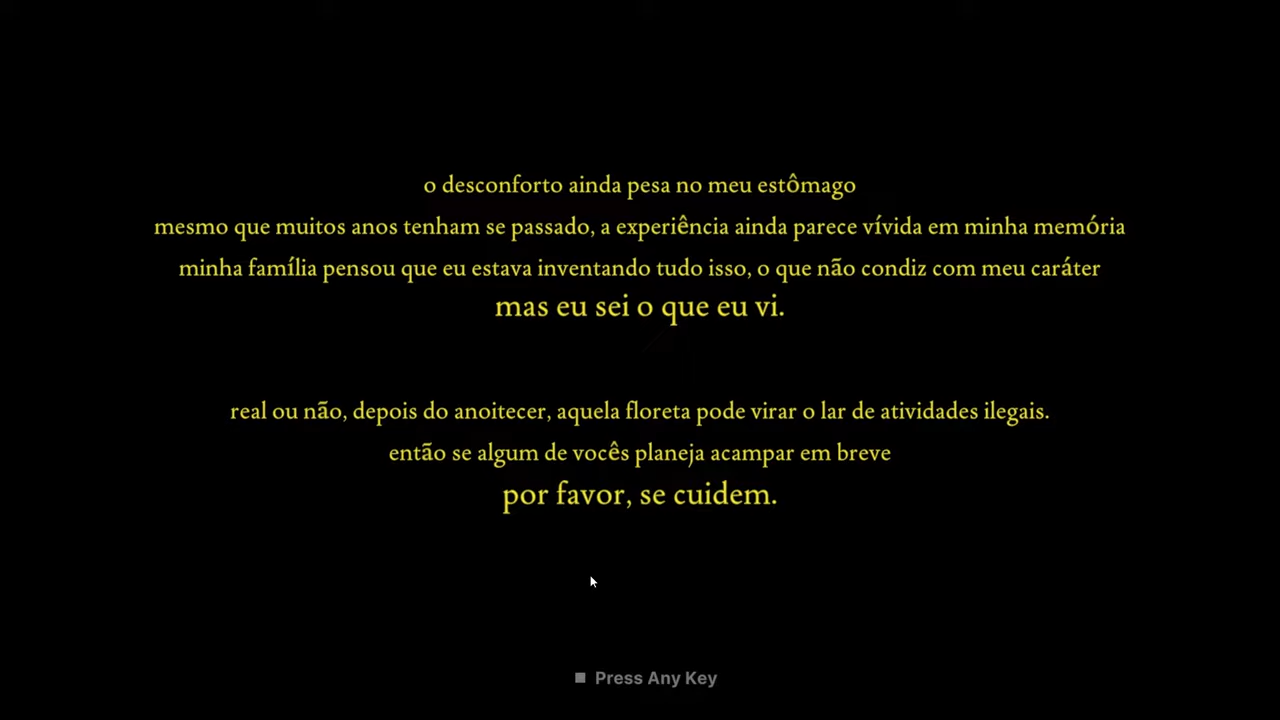 o desconforto ainda pesa no meu estômago
mesmo que muitos anos tenham se passado, a experiência ainda parece vívida em minha memória
minha família pensou que eu estava inventando tudo isso, o que não condiz com meu caráter
mas eu sei o que eu vi.
real ou não, depois do anoitecer, aquela floreta pode virar o lar de atividades ilegais.
então se algum de vocês planeja acampar em breve
por favor, se cuidem.
Press Any Key